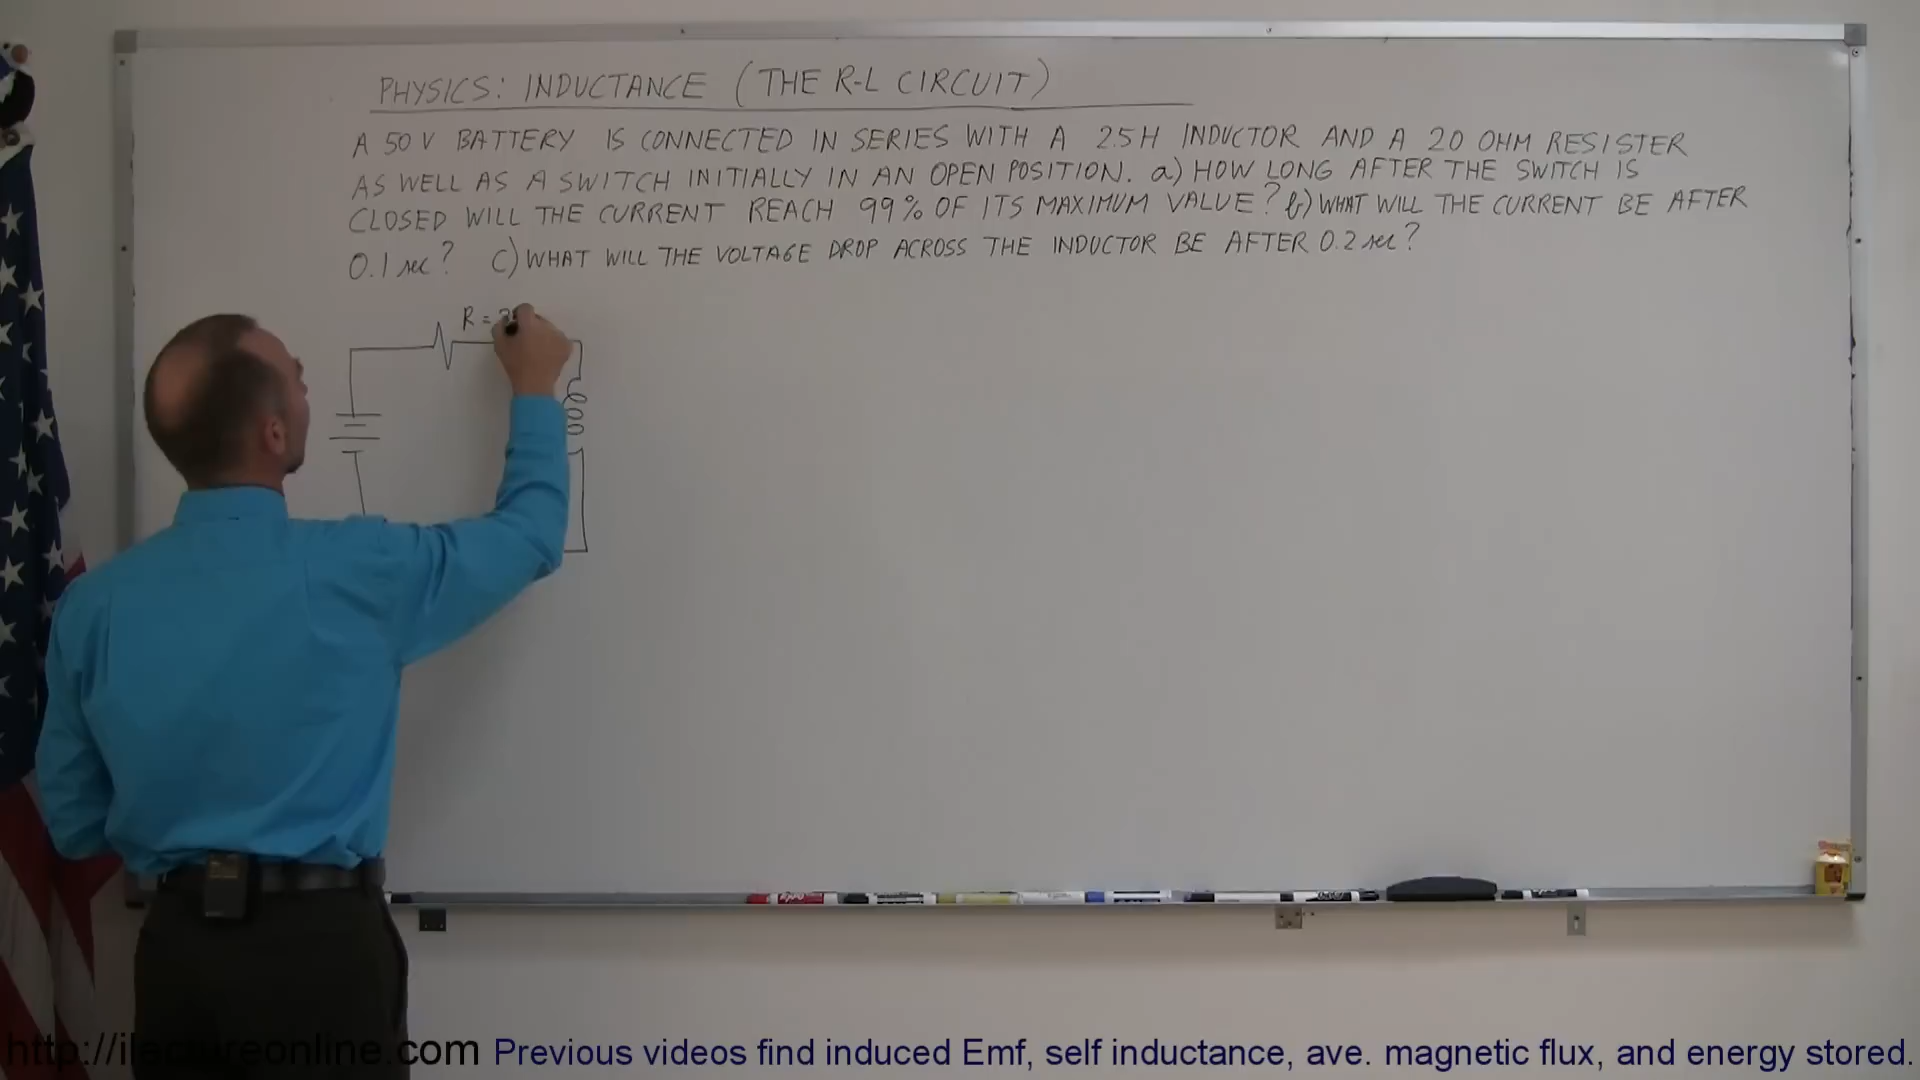 PHYSICS: INDUCTANCE (THE R-L CIRCUIT)
A 50 V BATTERY IS CONNECTED IN SERIES WITH A 2.5 H INDUCTOR AND A 20 OHM RESISTER
AS WELL AS A SWITCH INITIALLY IN AN OPEN POSITION. a) HOW LONG AFTER THE SWITCH IS
CLOSED WILL THE CURRENT REACH 99% OF ITS MAXIMUM VALUE? b) WHAT WILL THE CURRENT BE AFTER
0.1 sec? C) WHAT WILL THE VOLTAGE DROP ACROSS THE INDUCTOR BE AFTER 0.2 sec?
R =
http://ilectureonline.com Previous videos find induced Emf, self inductance, ave. magnetic flux, and energy stored.